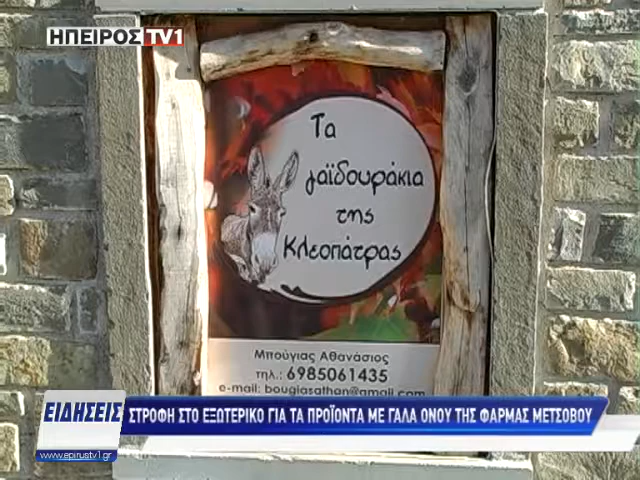 ΗΠΕΙΡΟΣ TV1
Τα
γαϊδουράκια
της
Κλεοπάτρας
Μπούγιας Αθανάσιος
τηλ.: 6985061435
e-mail: bougiasathan@gmail.com
ΕΙΔΗΣΕΙΣ
ΣΤΡΟΦΗ ΣΤΟ ΕΞΩΤΕΡΙΚΟ ΓΙΑ ΤΑ ΠΡΟΪΟΝΤΑ ΜΕ ΓΑΛΑ ΟΝΟΥ ΤΗΣ ΦΑΡΜΑΣ ΜΕΤΣΟΒΟΥ
www.epirustv1.gr